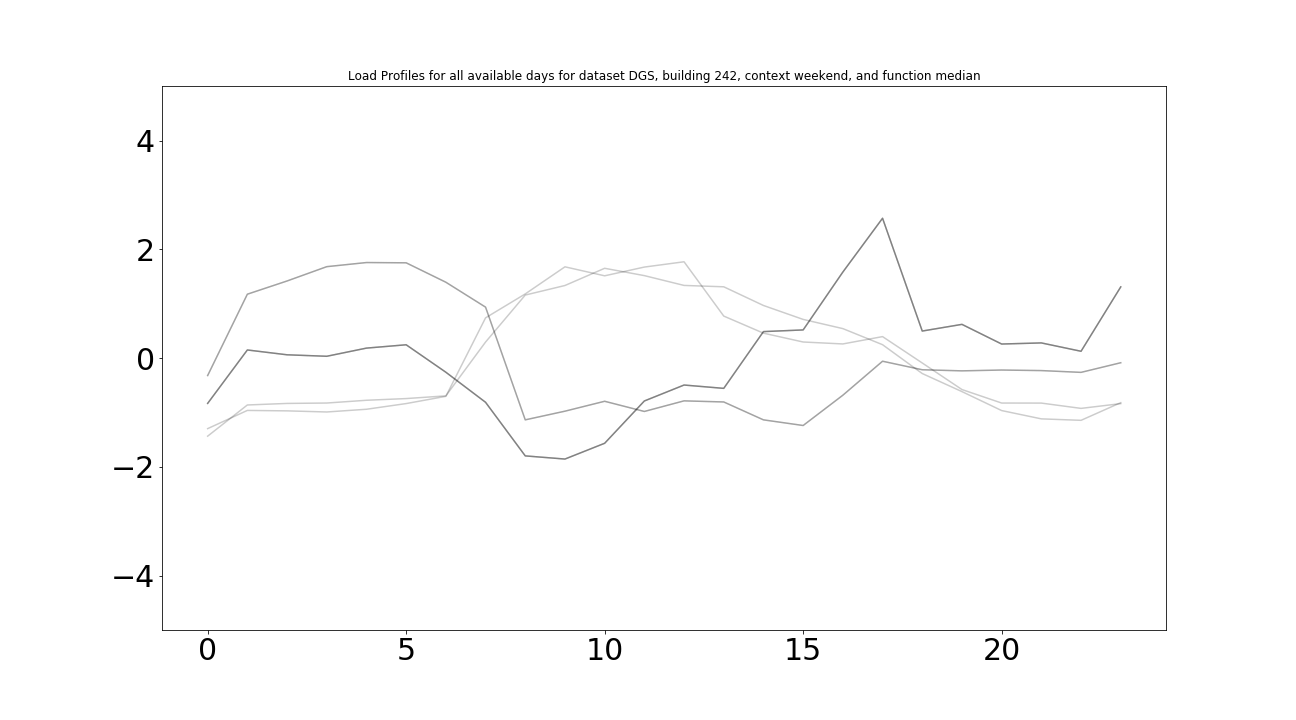 Load Profiles for all available days for dataset DGS, building 242, context weekend, and function median
4
2
0
−2
−4
0 5 10 15 20